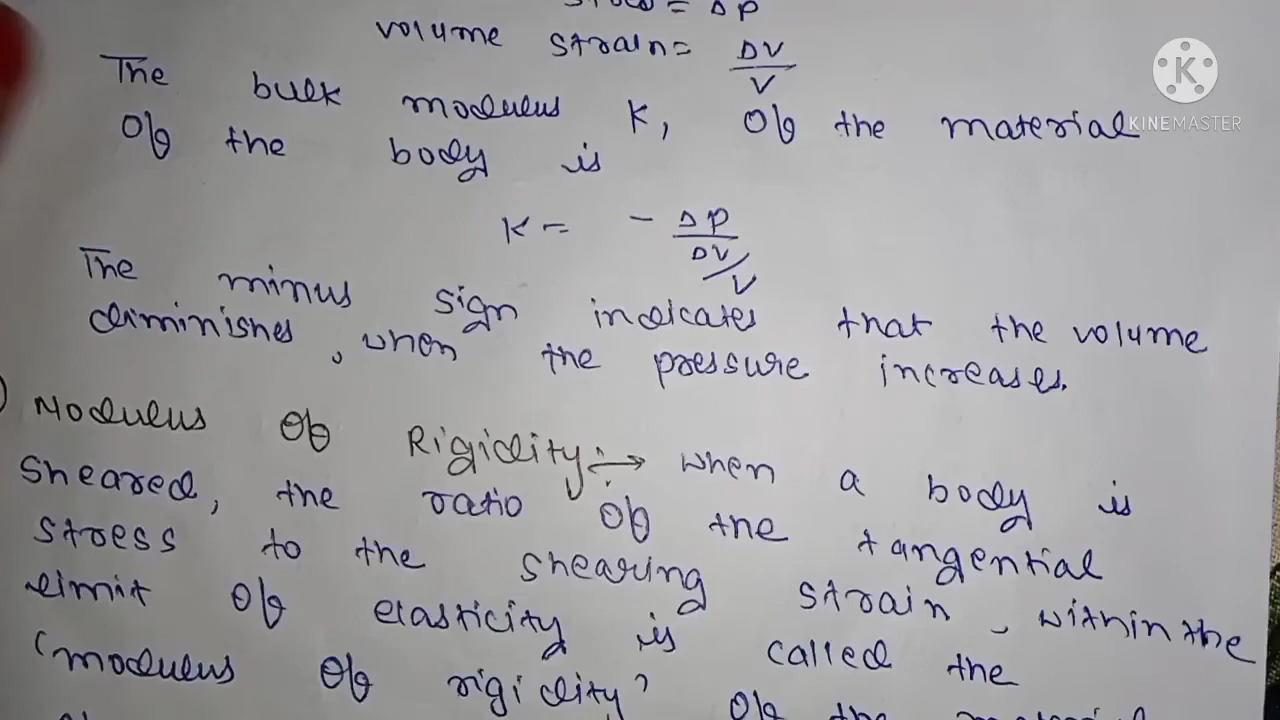 = ΔP
volume strain = ΔV/V
The bulk modulus K, of the material
of the body is
K = - ΔP / ΔV/V
The minus sign indicates that the volume
diminishes, when the pressure increases.
Modulus of Rigidity :→ when a body is
sheared, the ratio of the tangential
stress to the shearing strain, within the
limit of elasticity is called the
'modulus of rigidity' of the material
K
KINEMASTER